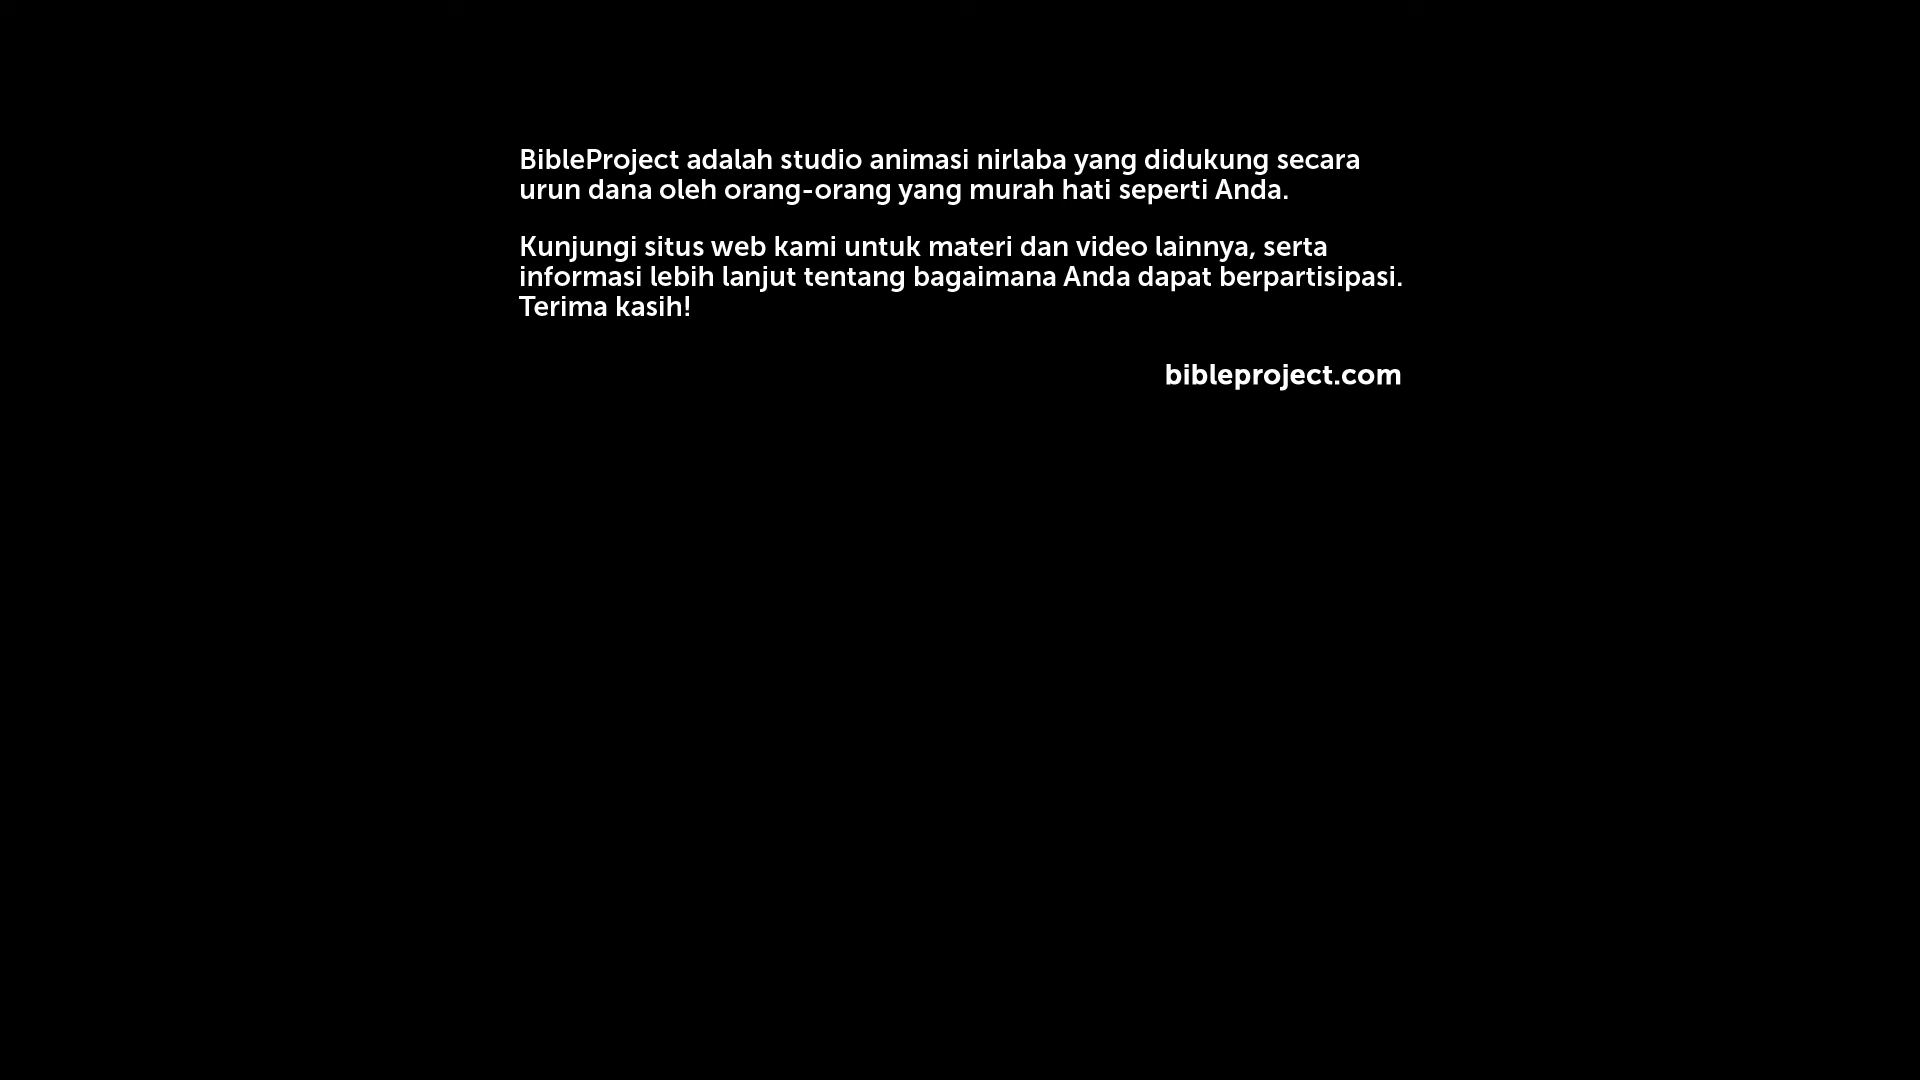 BibleProject adalah studio animasi nirlaba yang didukung secara
urun dana oleh orang-orang yang murah hati seperti Anda.
Kunjungi situs web kami untuk materi dan video lainnya, serta
informasi lebih lanjut tentang bagaimana Anda dapat berpartisipasi.
Terima kasih!
bibleproject.com